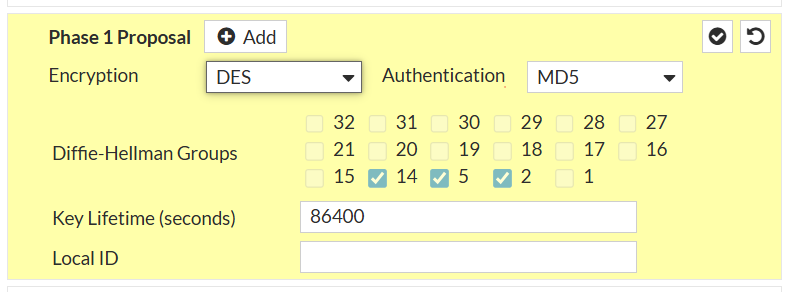 Phase 1 Proposal Add
Encryption DES Authentication MD5
32 31 30 29 28 27
Diffie-Hellman Groups 21 20 19 18 17 16
15 14 5 2 1
Key Lifetime (seconds) 86400
Local ID